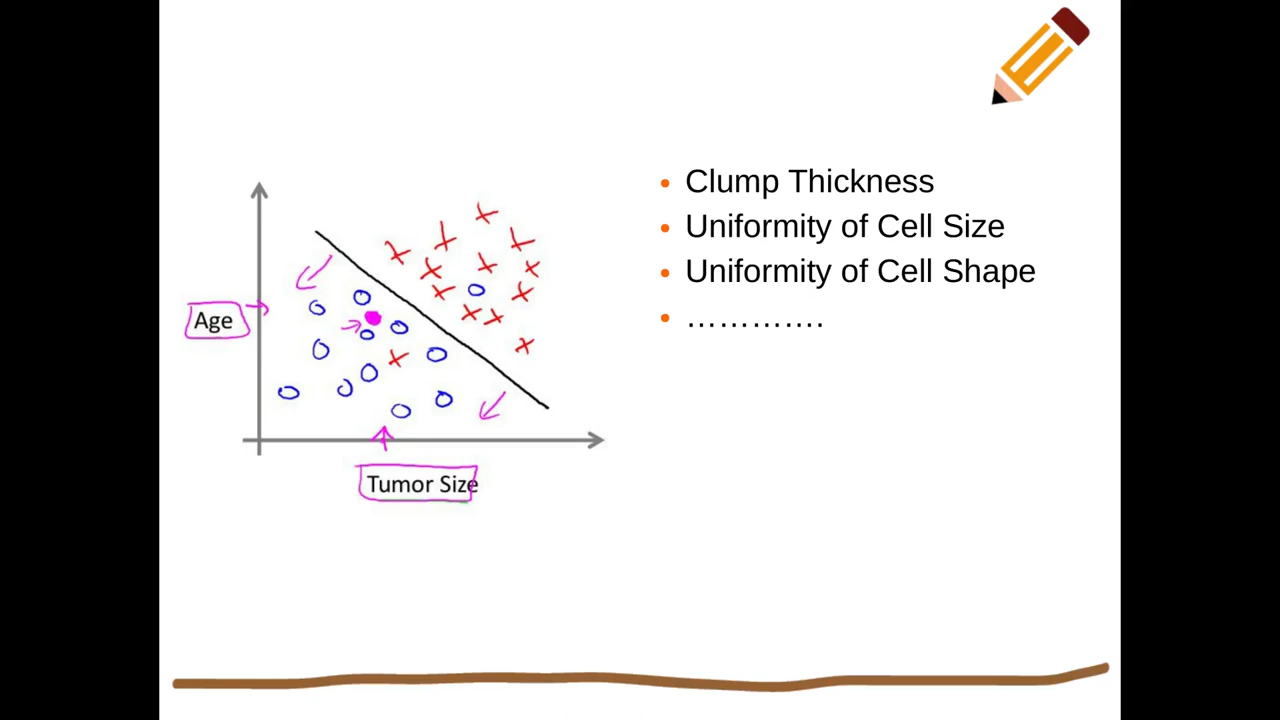 Age
Tumor Size
Clump Thickness
Uniformity of Cell Size
Uniformity of Cell Shape
………….